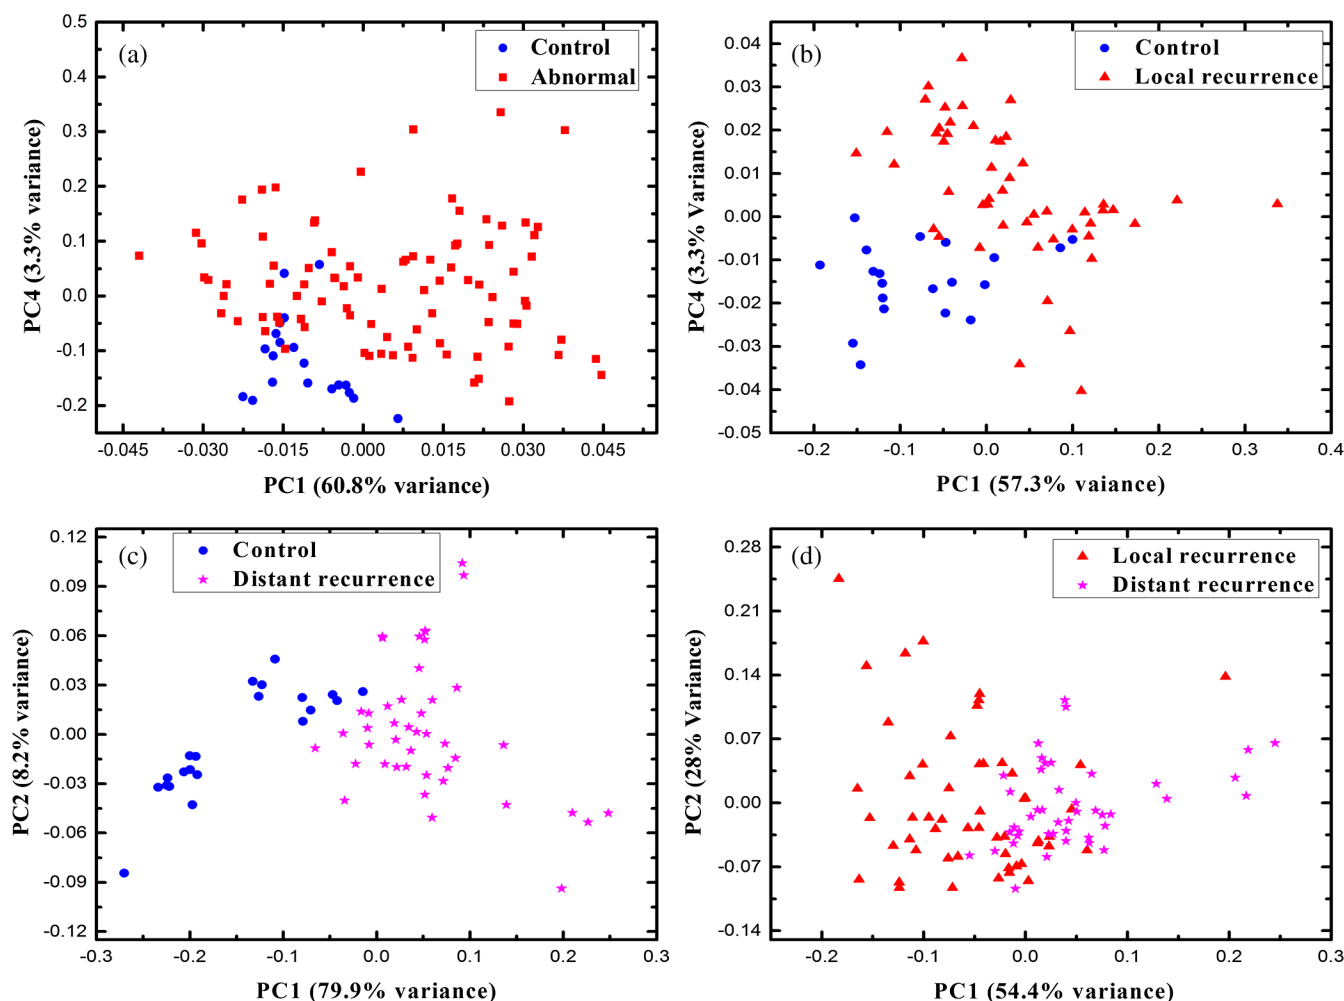 (a)
Control
Abnormal
0.5
0.4
0.3
0.2
0.1
0.0
-0.1
-0.2
PC4 (3.3% variance)
-0.045 -0.030 -0.015 0.000 0.015 0.030 0.045
PC1 (60.8% variance)
(b)
Control
Local recurrence
0.04
0.03
0.02
0.01
0.00
-0.01
-0.02
-0.03
-0.04
-0.05
PC4 (3.3% Variance)
-0.2 -0.1 0.0 0.1 0.2 0.3 0.4
PC1 (57.3% vaiance)
(c)
Control
Distant recurrence
0.12
0.09
0.06
0.03
0.00
-0.03
-0.06
-0.09
-0.12
PC2 (8.2% variance)
-0.3 -0.2 -0.1 0.0 0.1 0.2 0.3
PC1 (79.9% variance)
(d)
Local recurrence
Distant recurrence
0.28
0.21
0.14
0.07
0.00
-0.07
-0.14
PC2 (28% Variance)
-0.2 -0.1 0.0 0.1 0.2 0.3
PC1 (54.4% variance)